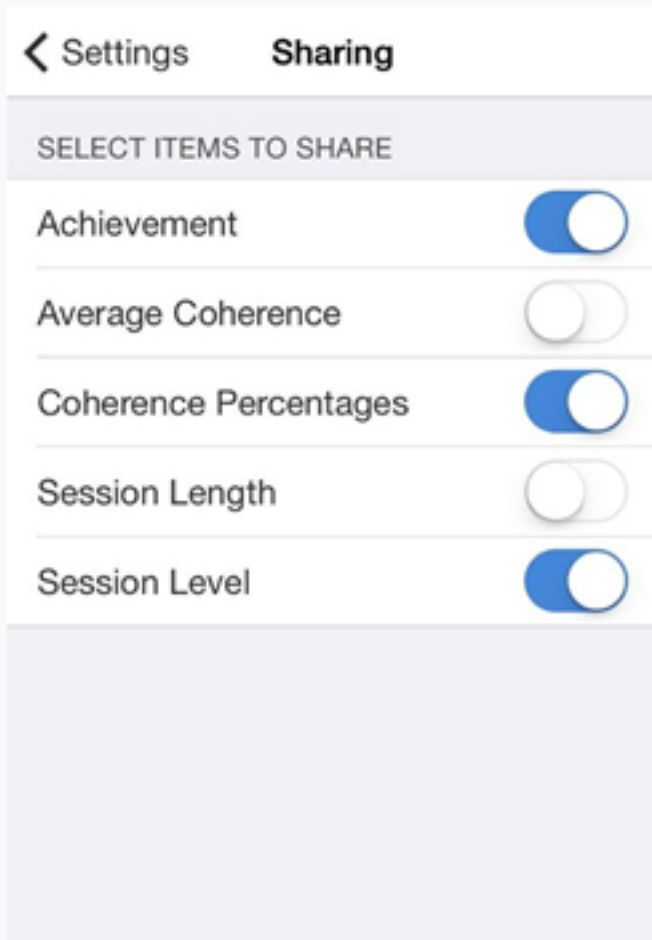 Settings Sharing
SELECT ITEMS TO SHARE
Achievement
Average Coherence
Coherence Percentages
Session Length
Session Level